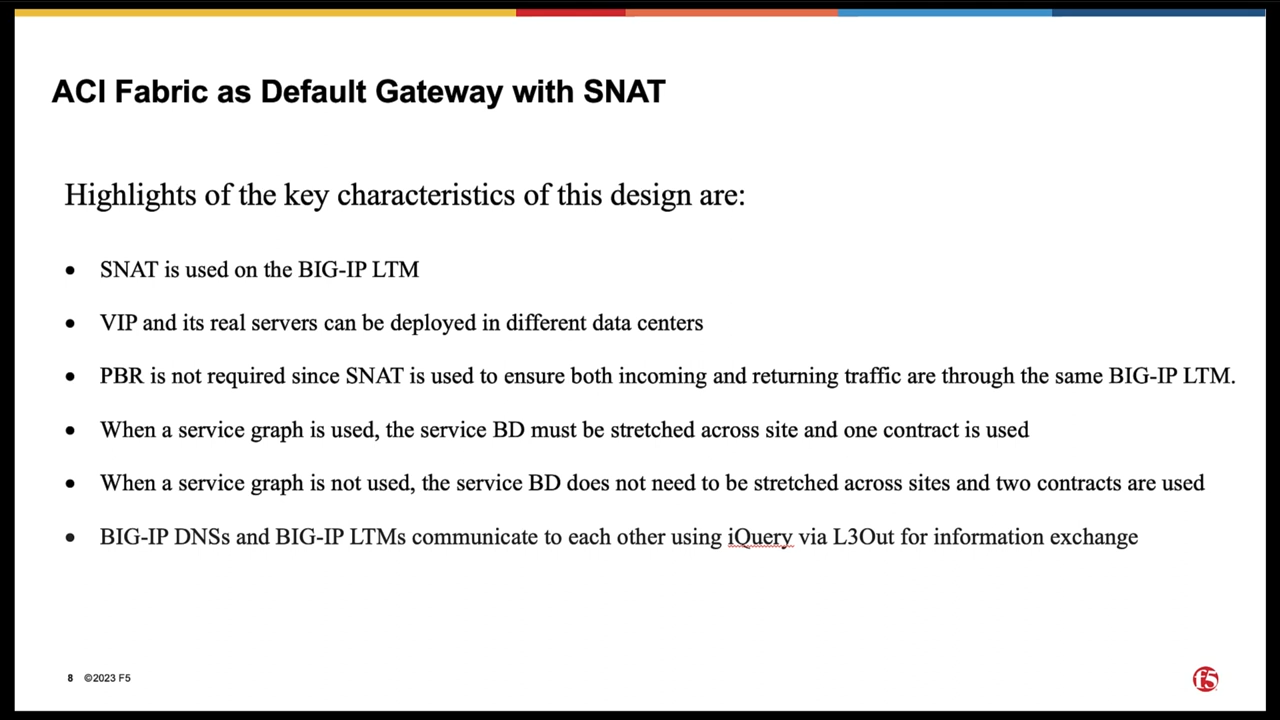 ACI Fabric as Default Gateway with SNAT
Highlights of the key characteristics of this design are:
• SNAT is used on the BIG-IP LTM
• VIP and its real servers can be deployed in different data centers
• PBR is not required since SNAT is used to ensure both incoming and returning traffic are through the same BIG-IP LTM.
• When a service graph is used, the service BD must be stretched across site and one contract is used
• When a service graph is not used, the service BD does not need to be stretched across sites and two contracts are used
• BIG-IP DNSs and BIG-IP LTMs communicate to each other using iQuery via L3Out for information exchange
8 ©2023 F5
f5